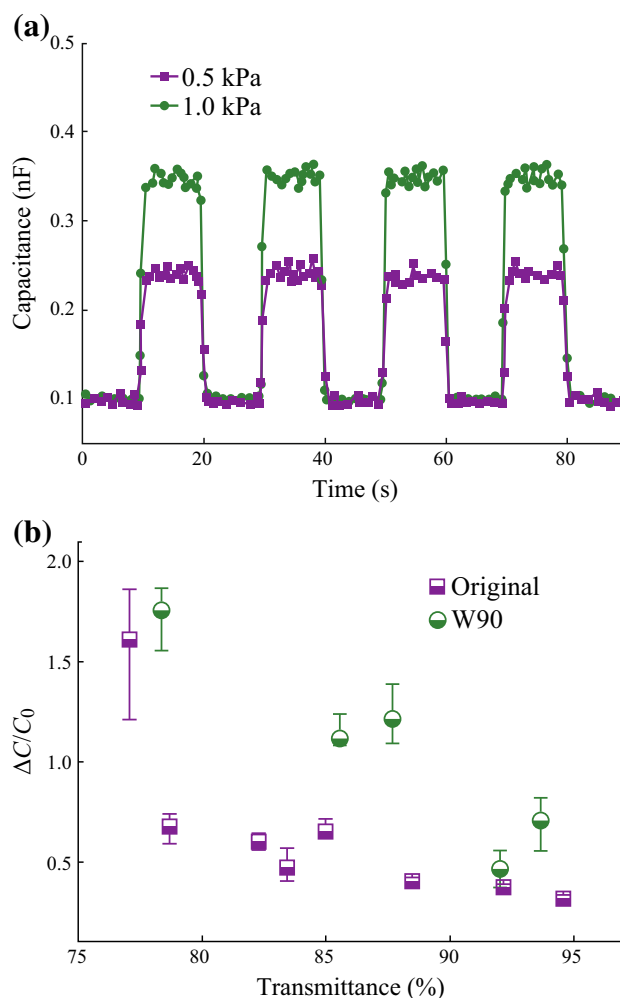 (a)
0.5
0.4
0.3
0.2
0.1
Capacitance (nF)
0.5 kPa
1.0 kPa
0 20 40 60 80
Time (s)
(b)
2.0
1.5
1.0
0.5
ΔC/C0
Original
W90
75 80 85 90 95
Transmittance (%)